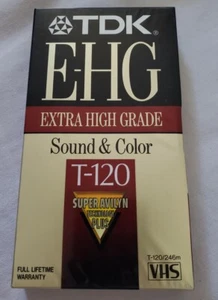 TDK
E-HG
EXTRA HIGH GRADE
Sound & Color
T-120
SUPER AVILYN
PLUS
FULL LIFETIME
WARRANTY
T-120/246m
VHS